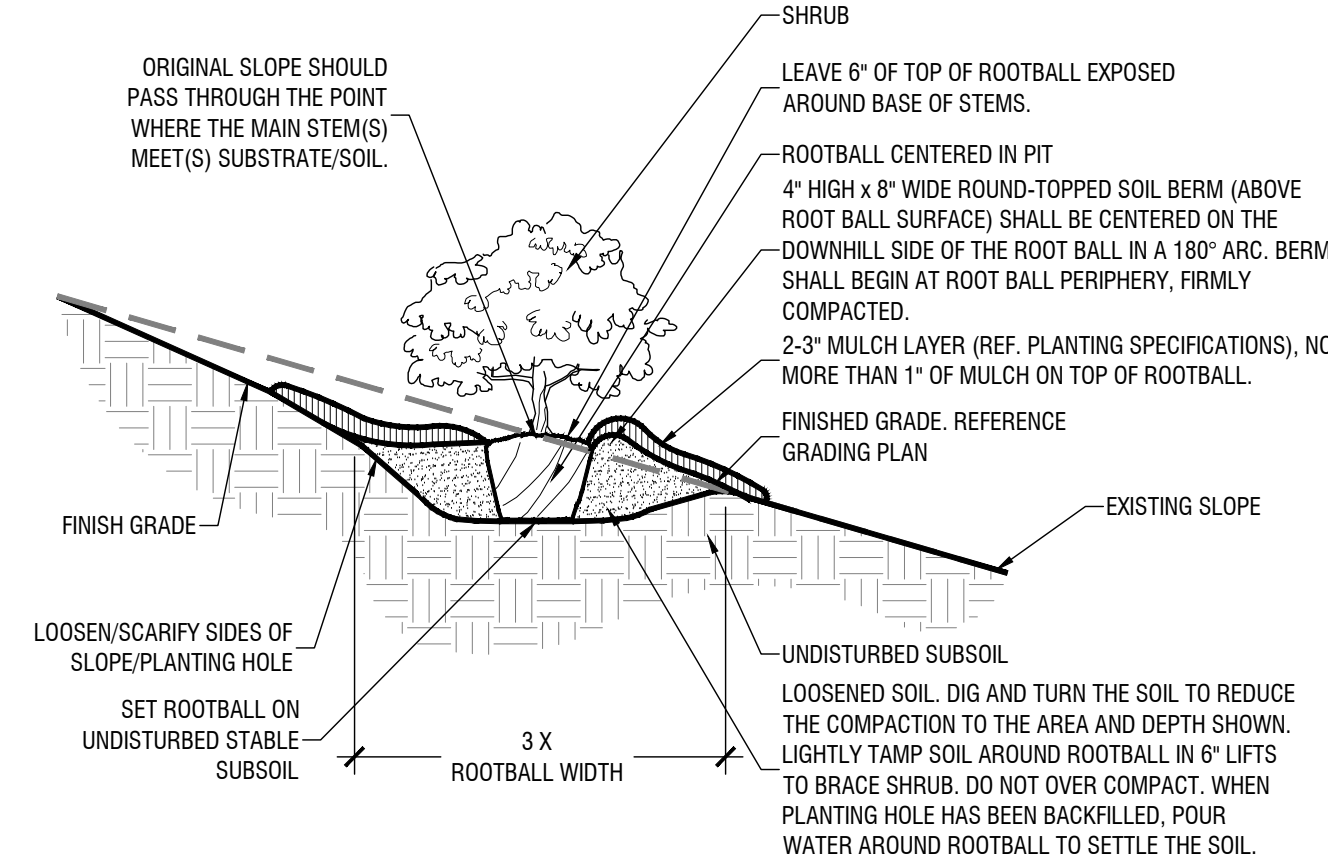 SHRUB
ORIGINAL SLOPE SHOULD
PASS THROUGH THE POINT
WHERE THE MAIN STEM(S)
MEET(S) SUBSTRATE/SOIL.
LEAVE 6" OF TOP OF ROOTBALL EXPOSED
AROUND BASE OF STEMS.
ROOTBALL CENTERED IN PIT
4" HIGH x 8" WIDE ROUND-TOPPED SOIL BERM (ABOVE
ROOT BALL SURFACE) SHALL BE CENTERED ON THE
DOWNHILL SIDE OF THE ROOT BALL IN A 180° ARC. BERM
SHALL BEGIN AT ROOT BALL PERIPHERY, FIRMLY
COMPACTED.
2-3" MULCH LAYER (REF. PLANTING SPECIFICATIONS), NO
MORE THAN 1" OF MULCH ON TOP OF ROOTBALL.
FINISHED GRADE. REFERENCE
GRADING PLAN
EXISTING SLOPE
FINISH GRADE
LOOSEN/SCARIFY SIDES OF
SLOPE/PLANTING HOLE
SET ROOTBALL ON
UNDISTURBED STABLE
SUBSOIL
3 X
ROOTBALL WIDTH
UNDISTURBED SUBSOIL
LOOSENED SOIL. DIG AND TURN THE SOIL TO REDUCE
THE COMPACTION TO THE AREA AND DEPTH SHOWN.
LIGHTLY TAMP SOIL AROUND ROOTBALL IN 6" LIFTS
TO BRACE SHRUB. DO NOT OVER COMPACT. WHEN
PLANTING HOLE HAS BEEN BACKFILLED, POUR
WATER AROUND ROOTBALL TO SETTLE THE SOIL.